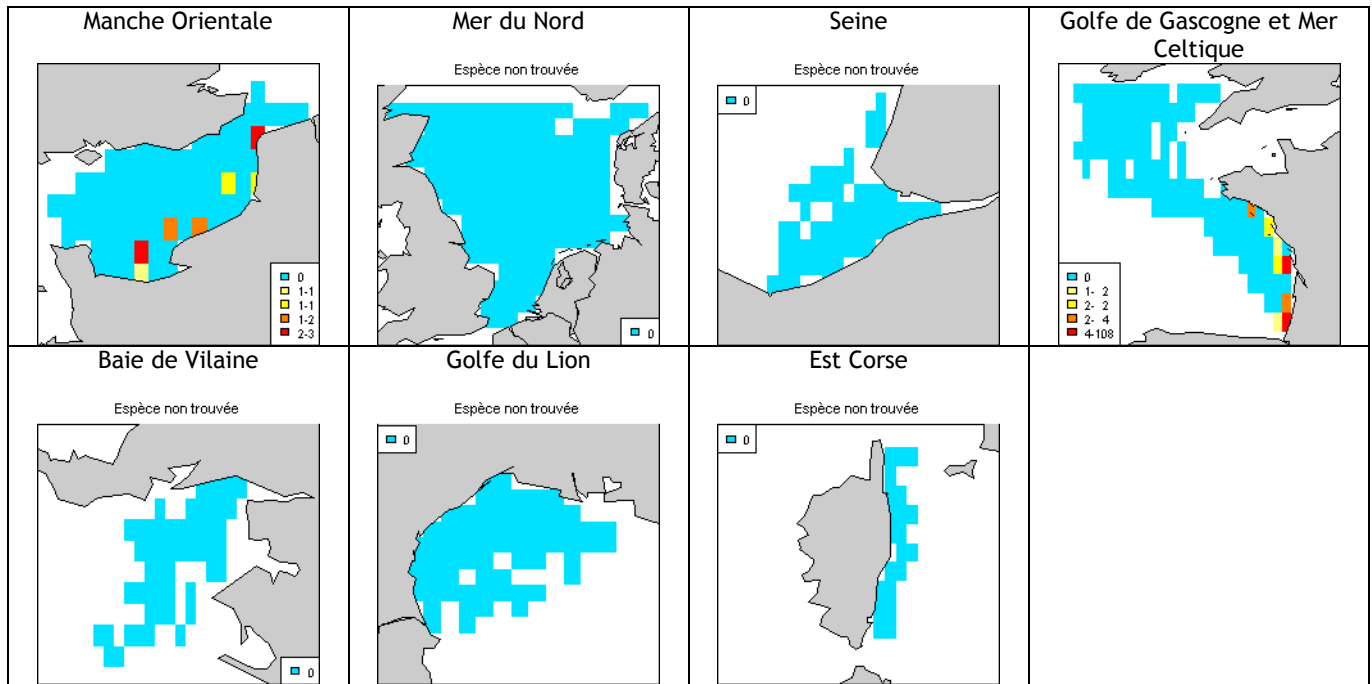 Manche Orientale
0
1-1
1-1
1-2
2-3
Mer du Nord
Espèce non trouvée
0
Seine
Espèce non trouvée
0
Golfe de Gascogne et Mer
Celtique
0
1- 2
2- 2
2- 4
4-108
Baie de Vilaine
Espèce non trouvée
0
Golfe du Lion
Espèce non trouvée
0
Est Corse
Espèce non trouvée
0